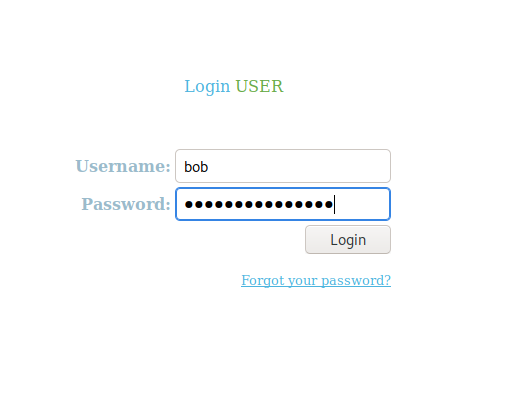 Login USER
Username: bob
Password: ●●●●●●●●●●●●●●●
Login
Forgot your password?